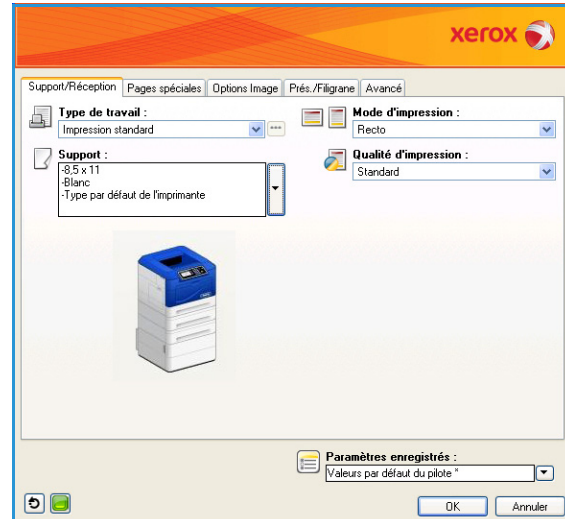 xerox
Support/Réception Pages spéciales Options Image Prés./Filigrane Avancé
Type de travail :
Impression standard
Mode d'impression :
Recto
Support :
-8,5 x 11
-Blanc
-Type par défaut de l'imprimante
Qualité d'impression :
Standard
Paramètres enregistrés :
Valeurs par défaut du pilote *
OK Annuler